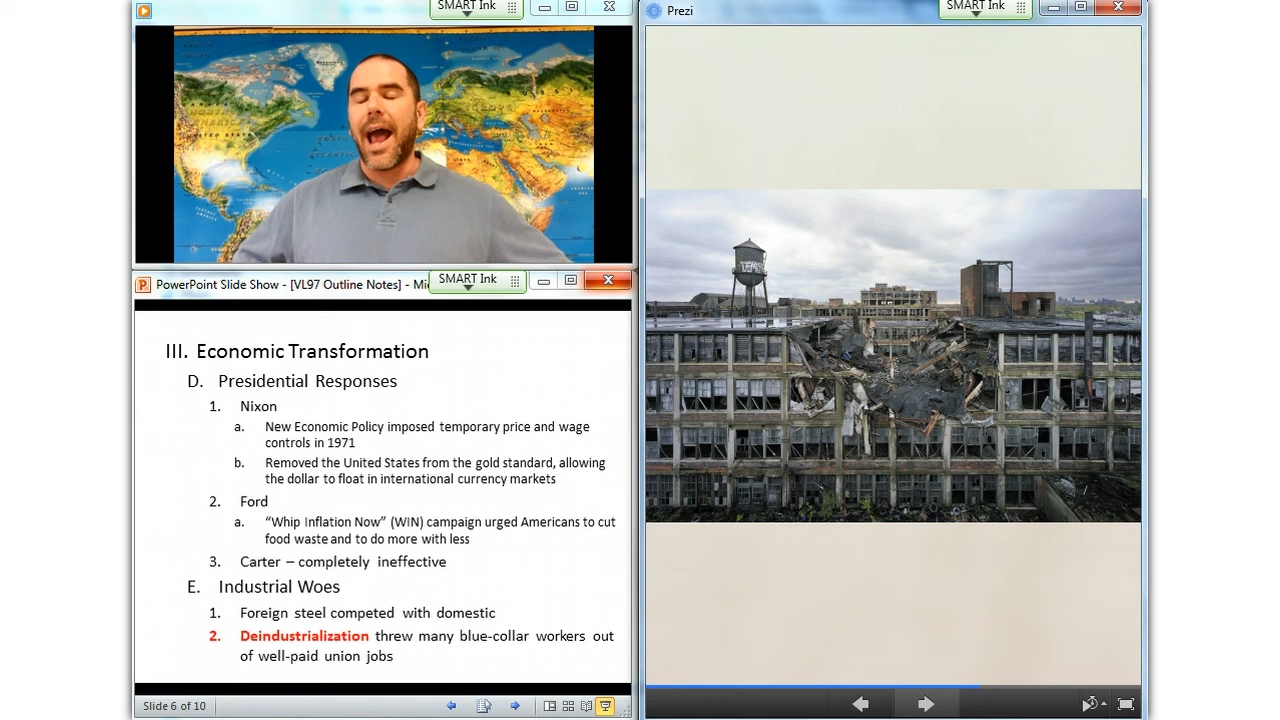 SMART Ink
Prezi
SMART Ink
PowerPoint Slide Show - [VL97 Outline Notes] - Mi
SMART Ink
III. Economic Transformation
D. Presidential Responses
1. Nixon
a. New Economic Policy imposed temporary price and wage
controls in 1971
b. Removed the United States from the gold standard, allowing
the dollar to float in international currency markets
2. Ford
a. “Whip Inflation Now” (WIN) campaign urged Americans to cut
food waste and to do more with less
3. Carter – completely ineffective
E. Industrial Woes
1. Foreign steel competed with domestic
2. Deindustrialization threw many blue-collar workers out
of well-paid union jobs
Slide 6 of 10